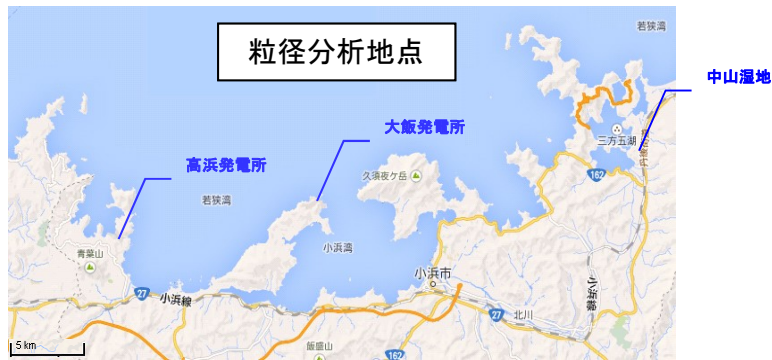 粒径分析地点
若狭湾
中山湿地
大飯発電所
三方五湖
高浜発電所
久須夜ケ岳
162
若狭湾
小浜湾
青葉山
小浜市
27
小浜線
小浜線
27
北川
5 km
飯盛山
162